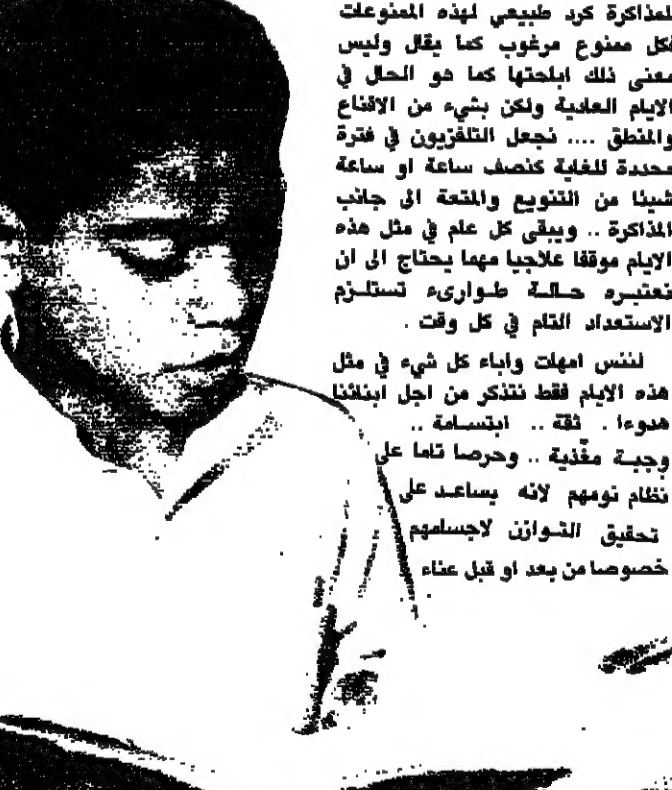 للمذاكرة كرد طبيعي لهذه الممنوعات
فكل ممنوع مرغوب كما يقال وليس
معنى ذلك اباحتها كما هو الحال في
الايام العادية ولكن بشيء من الاقناع
والمنطق .... نجعل التلفزيون في فترة
محددة للغاية كنصف ساعة او ساعة
شيئا من التنويع والمتعة الى جانب
المذاكرة .. ويبقى كل عام في مثل هذه
الايام موقفا علاجيا مهما يحتاج الى ان
نعتبره حالة طوارىء تستلزم
الاستعداد التام في كل وقت .
لننس امهات واباء كل شيء في مثل
هذه الايام فقط نتذكر من اجل ابنائنا
هدوءا . ثقة .. ابتسامة ..
وجبة مغّذية .. وحرصا تاما على
نظام نومهم لانه يساعد على
تحقيق التوازن لاجسامهم
خصوصا من بعد او قبل عناء